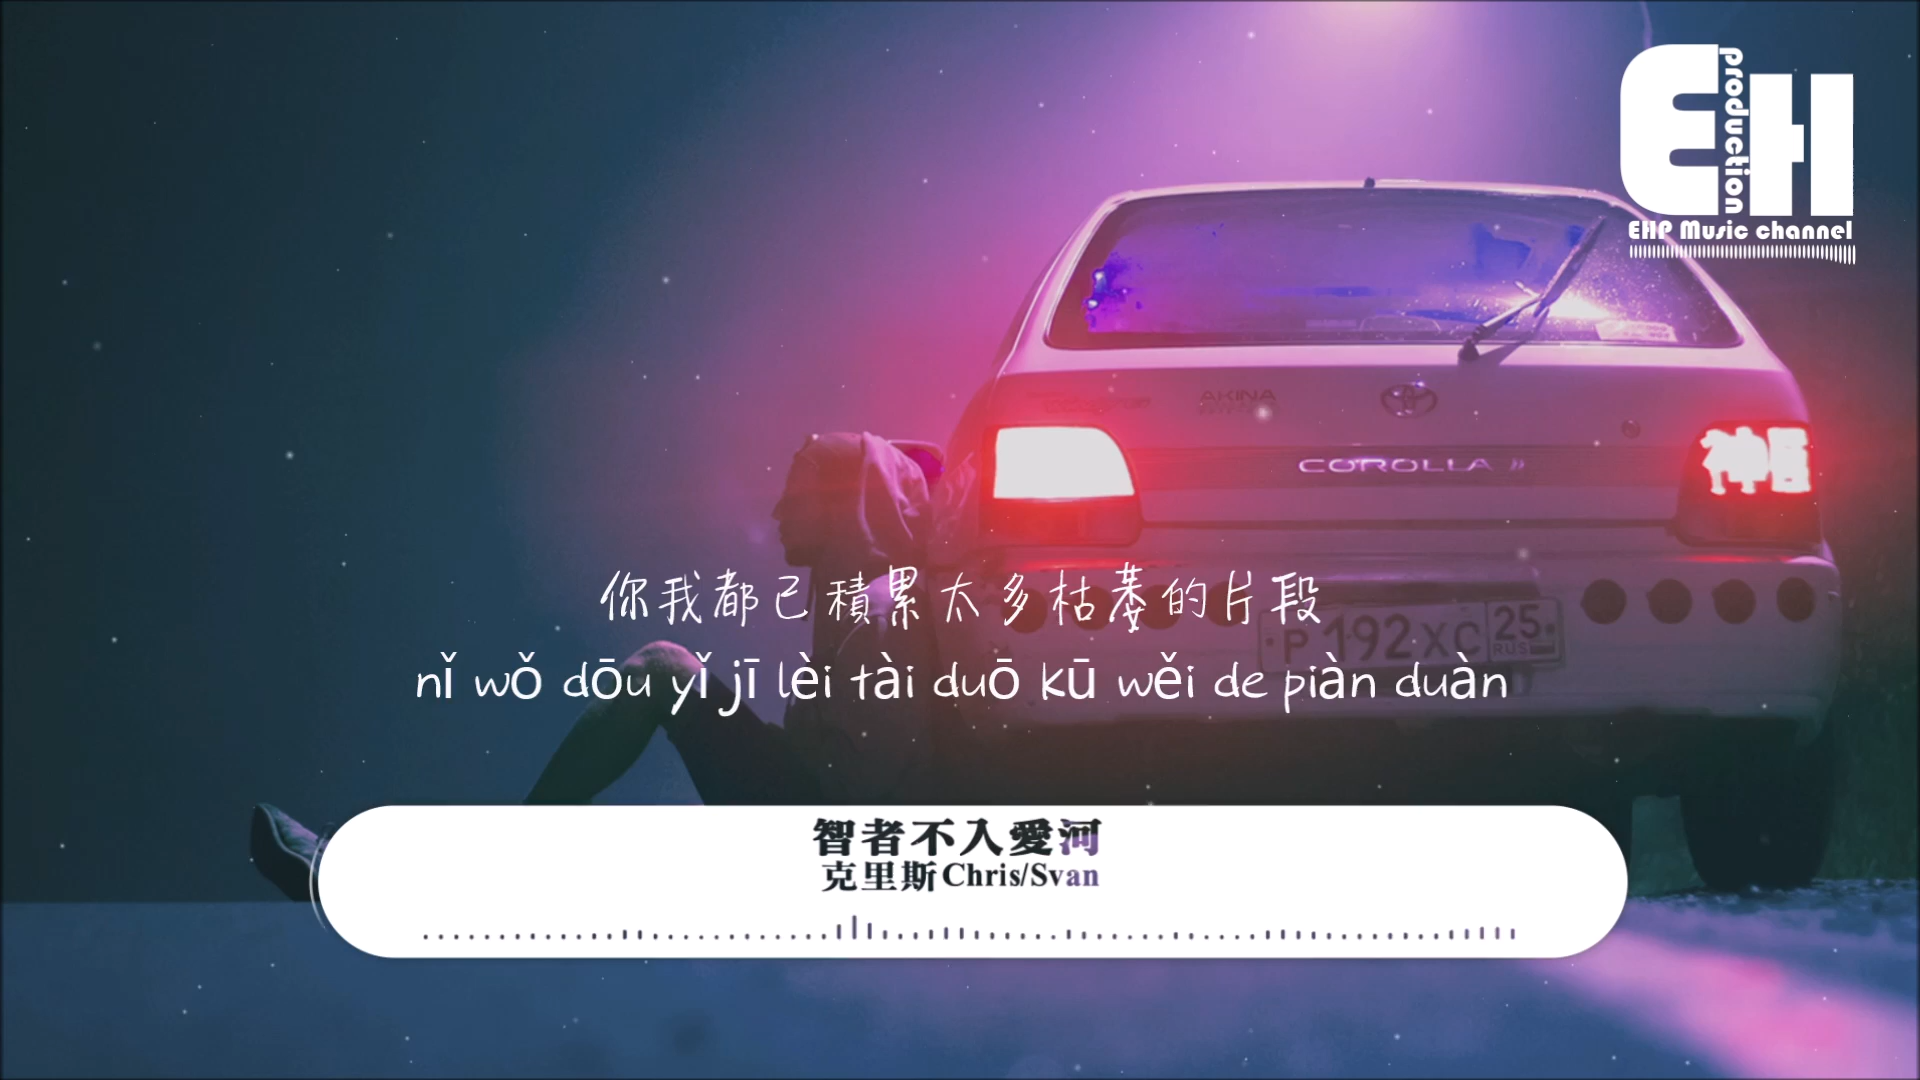 production
EH
EHP Music channel
AKINA
COROLLA II
你我都已積累太多枯萎的片段
P 192 XC 25
RUS
nǐ wǒ dōu yǐ jī lèi tài duō kū wěi de piàn duàn
智者不入愛河
克里斯Chris/Svan